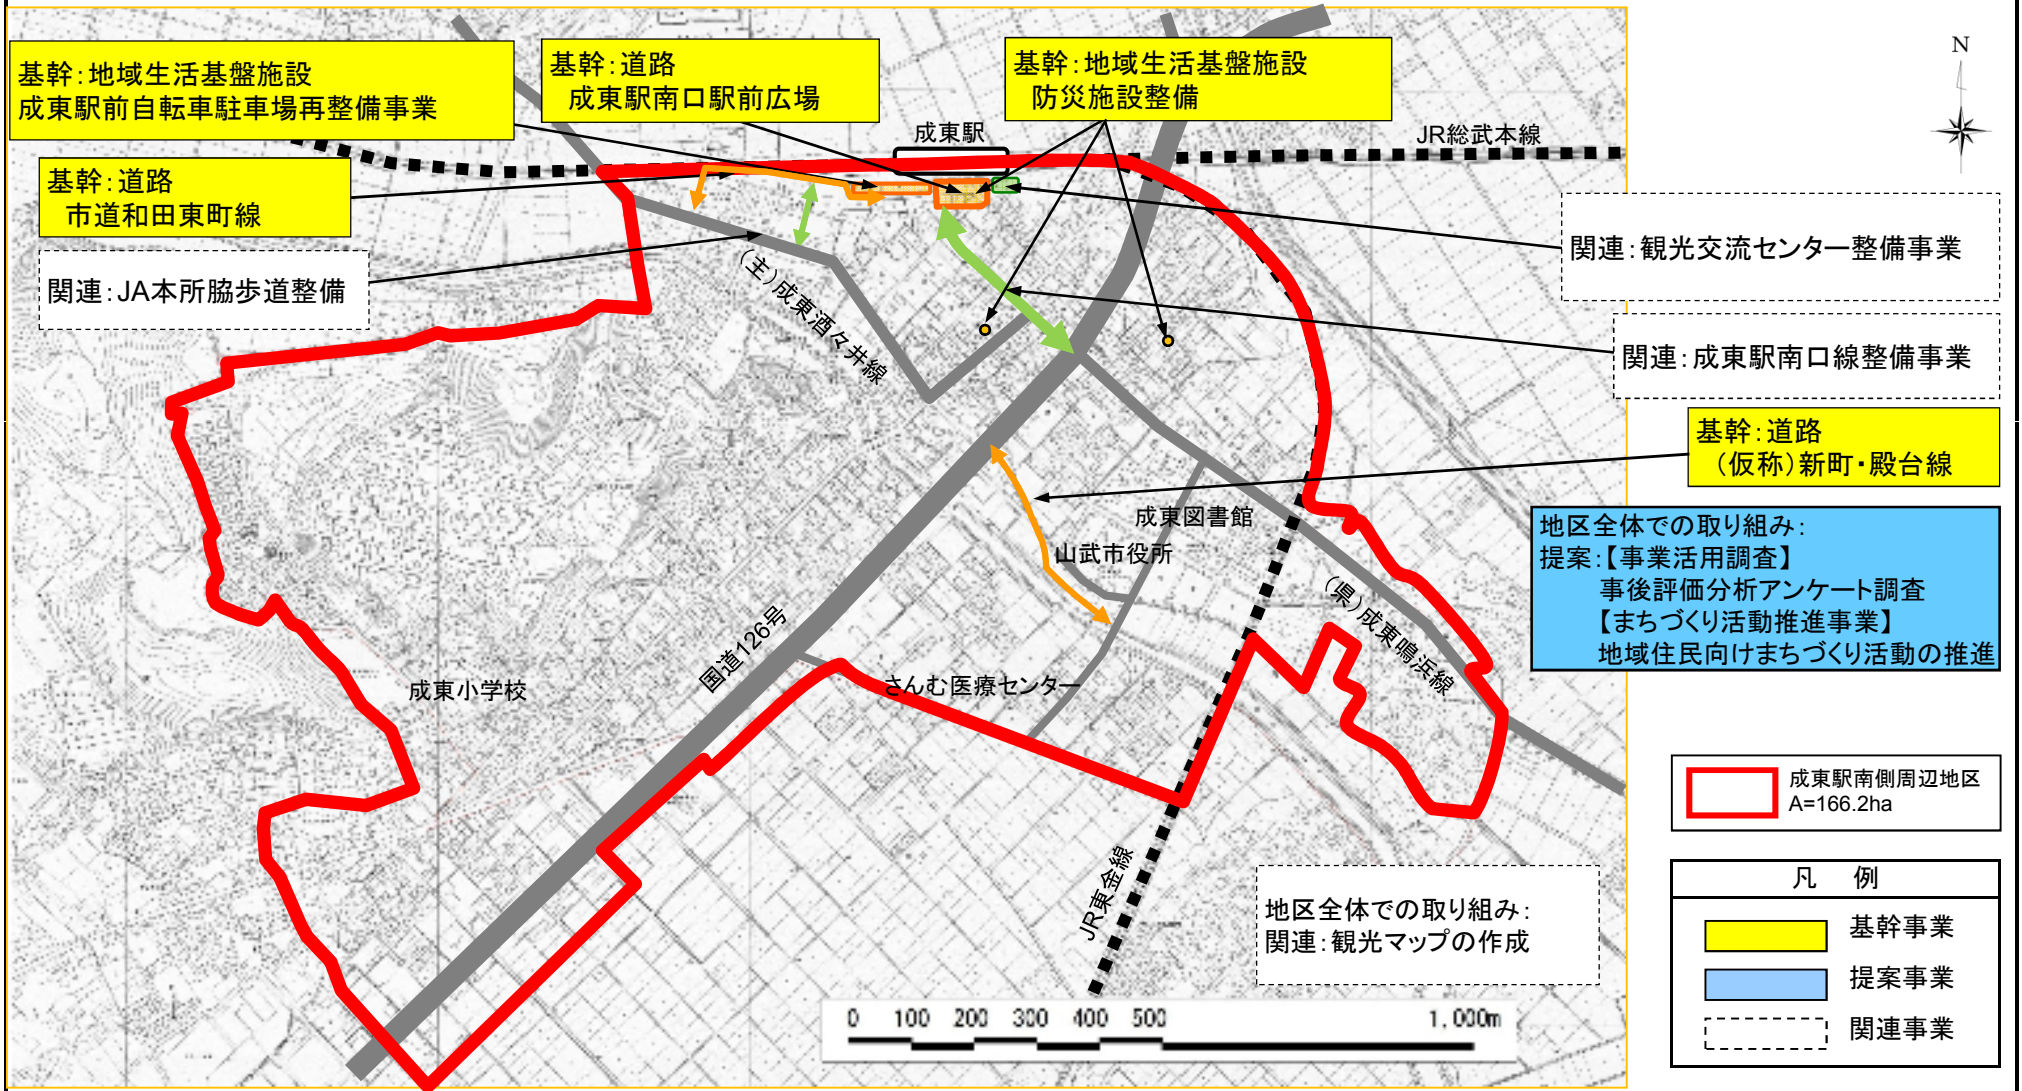 基幹:地域生活基盤施設
成東駅前自転車駐車場再整備事業
基幹:道路
成東駅南口駅前広場
基幹:地域生活基盤施設
防災施設整備
N
成東駅
JR総武本線
基幹:道路
市道和田東町線
関連:観光交流センター整備事業
関連:JA本所脇歩道整備
(主)成東酒々井線
関連:成東駅南口線整備事業
基幹:道路
(仮称)新町・殿台線
成東図書館
山武市役所
地区全体での取り組み:
提案:【事業活用調査】
事後評価分析アンケート調査
【まちづくり活動推進事業】
地域住民向けまちづくり活動の推進
(県)成東鳴浜線
国道126号
成東小学校
さんむ医療センター
成東駅南側周辺地区
A=166.2ha
JR東金線
地区全体での取り組み:
関連:観光マップの作成
凡 例
基幹事業
提案事業
関連事業
0 100 200 300 400 500 1,000m